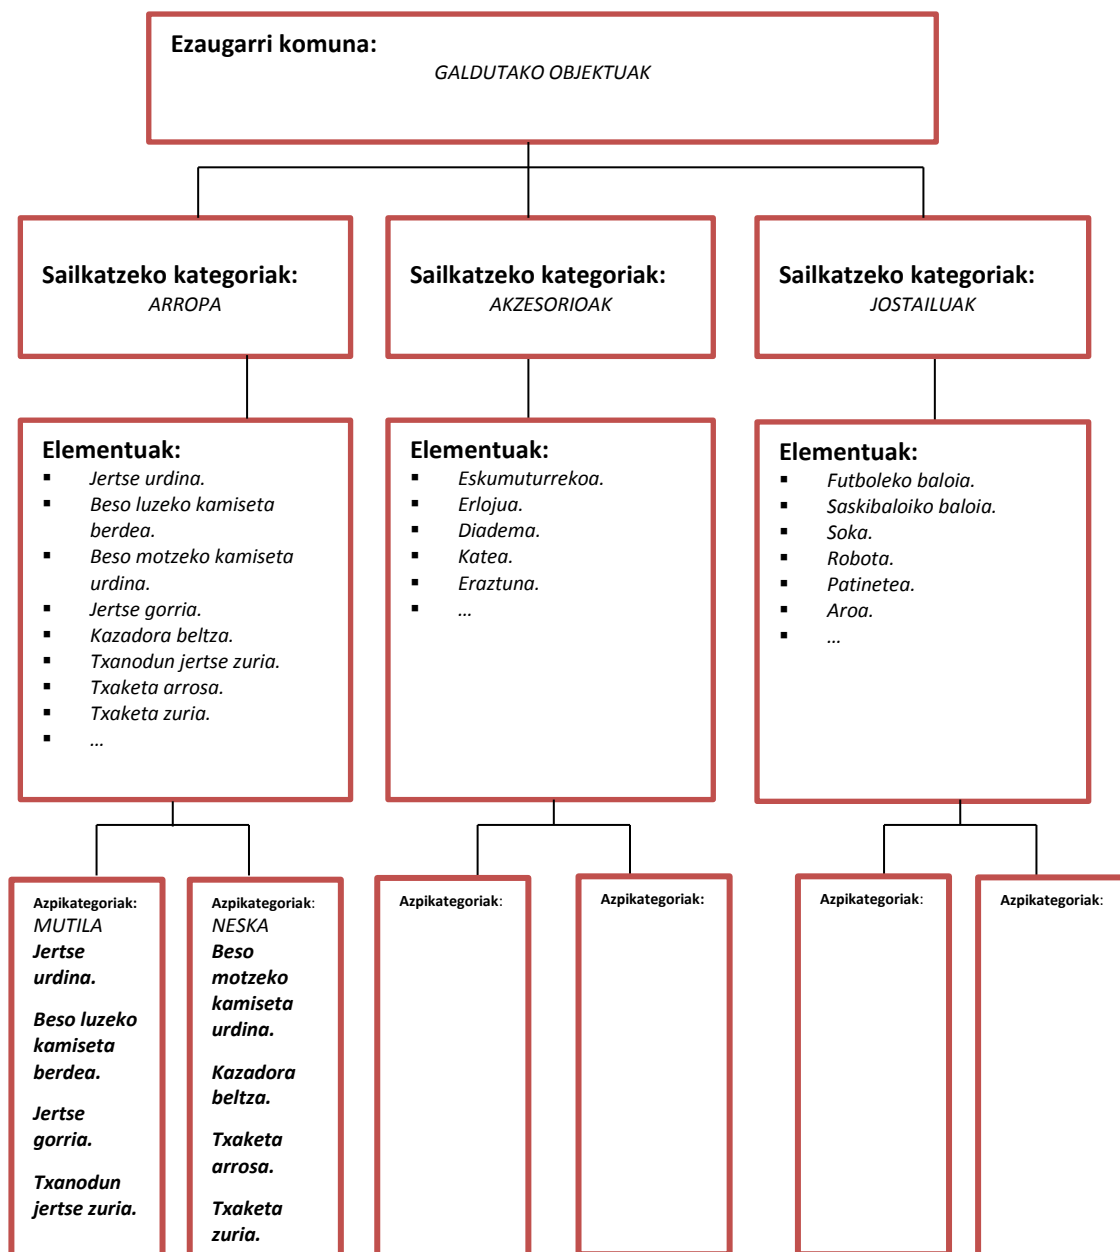 Ezaugarri komuna:
GALDUTAKO OBJEKTUAK
Sailkatzeko kategoriak:
ARROPA
Sailkatzeko kategoriak:
AKZESORIOAK
Sailkatzeko kategoriak:
JOSTAILUAK
Elementuak:
▪ Jertse urdina.
▪ Beso luzeko kamiseta
berdea.
▪ Beso motzeko kamiseta
urdina.
▪ Jertse gorria.
▪ Kazadora beltza.
▪ Txanodun jertse zuria.
▪ Txaketa arrosa.
▪ Txaketa zuria.
▪ …
Elementuak:
▪ Eskumuturrekoa.
▪ Erlojua.
▪ Diadema.
▪ Katea.
▪ Eraztuna.
▪ …
Elementuak:
▪ Futboleko baloia.
▪ Saskibaloiko baloia.
▪ Soka.
▪ Robota.
▪ Patinetea.
▪ Aroa.
▪ …
Azpikategoriak:
MUTILA
Jertse
urdina.
Beso luzeko
kamiseta
berdea.
Jertse
gorria.
Txanodun
jertse zuria.
Azpikategoriak:
NESKA
Beso
motzeko
kamiseta
urdina.
Kazadora
beltza.
Txaketa
arrosa.
Txaketa
zuria.
Azpikategoriak:
Azpikategoriak:
Azpikategoriak:
Azpikategoriak: